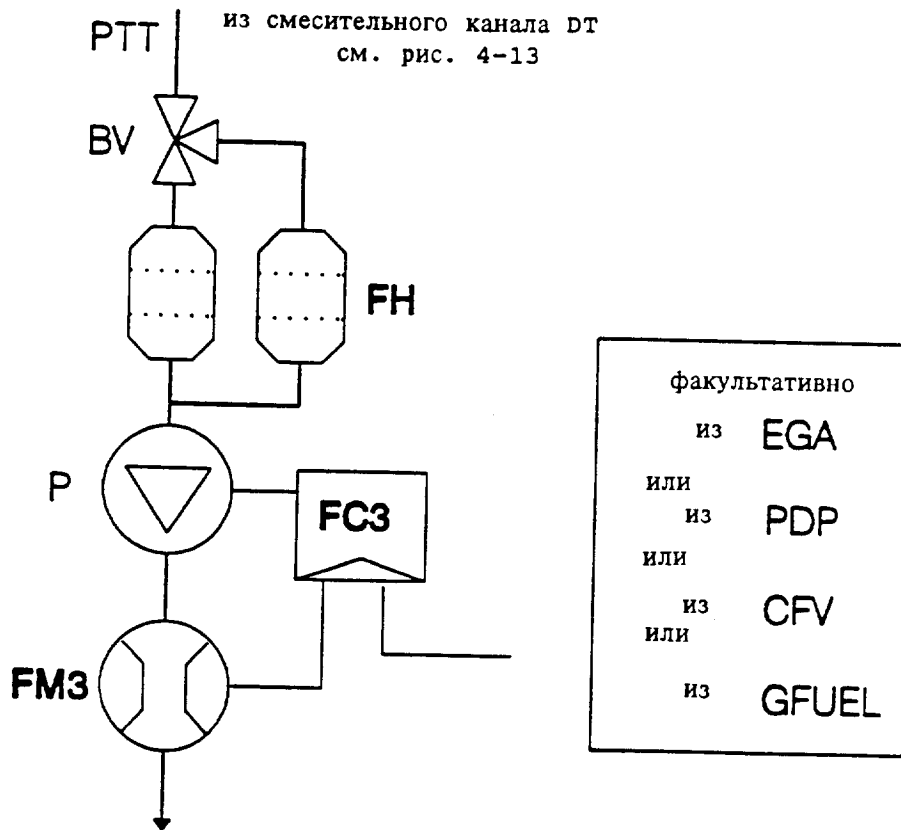 из смесительного канала DT
см. рис. 4-13
PTT
BV
FH
P
FC3
FM3
факультативно
из EGA
или
из PDP
или
из CFV
или
из GFUEL